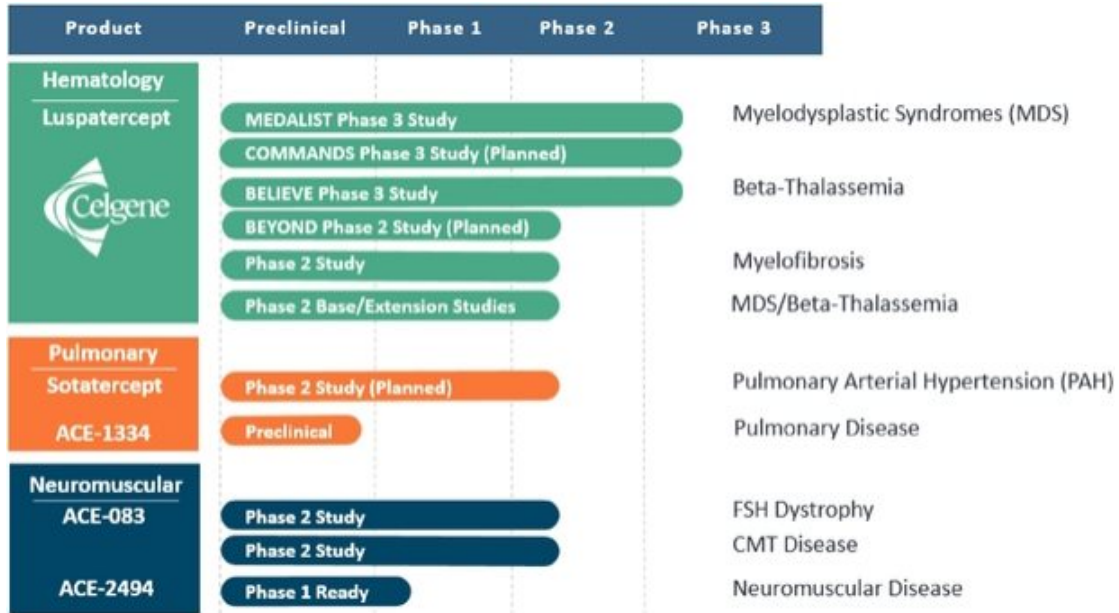 Product Preclinical Phase 1 Phase 2 Phase 3
Hematology
Luspatercept
Celgene
MEDALIST Phase 3 Study Myelodysplastic Syndromes (MDS)
COMMANDS Phase 3 Study (Planned)
BELIEVE Phase 3 Study Beta-Thalassemia
BEYOND Phase 2 Study (Planned)
Phase 2 Study Myelofibrosis
Phase 2 Base/Extension Studies MDS/Beta-Thalassemia
Pulmonary
Sotatercept Phase 2 Study (Planned) Pulmonary Arterial Hypertension (PAH)
ACE-1334 Preclinical Pulmonary Disease
Neuromuscular
ACE-083 Phase 2 Study FSH Dystrophy
Phase 2 Study CMT Disease
ACE-2494 Phase 1 Ready Neuromuscular Disease